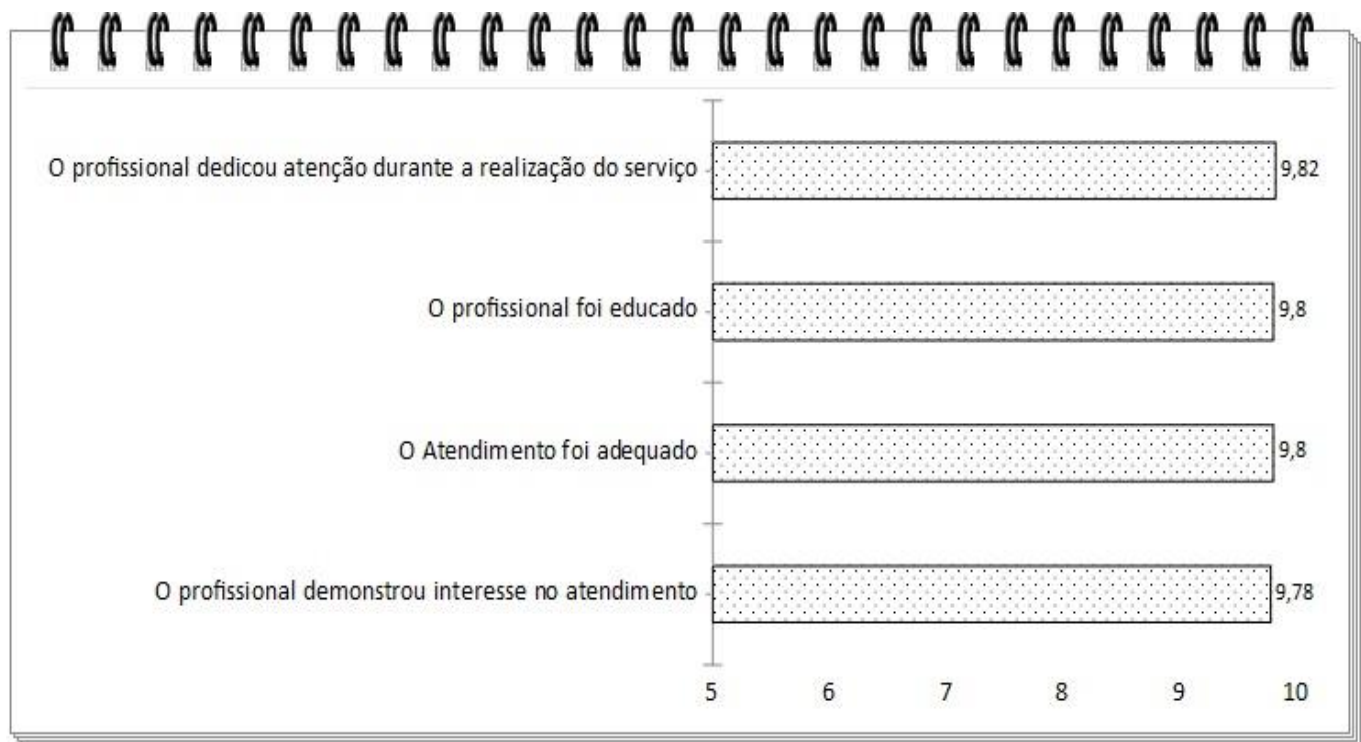 O profissional dedicou atenção durante a realização do serviço
9,82
O profissional foi educado
9,8
O Atendimento foi adequado
9,8
O profissional demonstrou interesse no atendimento
9,78
5 6 7 8 9 10